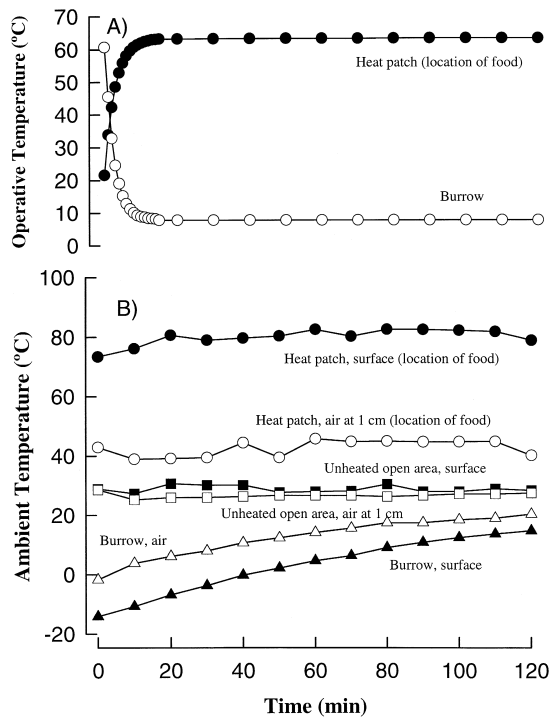 A)
Operative Temperature (ºC)
70
60
50
40
30
20
10
0
Heat patch (location of food)
Burrow
B)
Ambient Temperature (ºC)
100
80
60
40
20
0
-20
Heat patch, surface (location of food)
Heat patch, air at 1 cm (location of food)
Unheated open area, surface
Unheated open area, air at 1 cm
Burrow, air
Burrow, surface
0 20 40 60 80 100 120
Time (min)